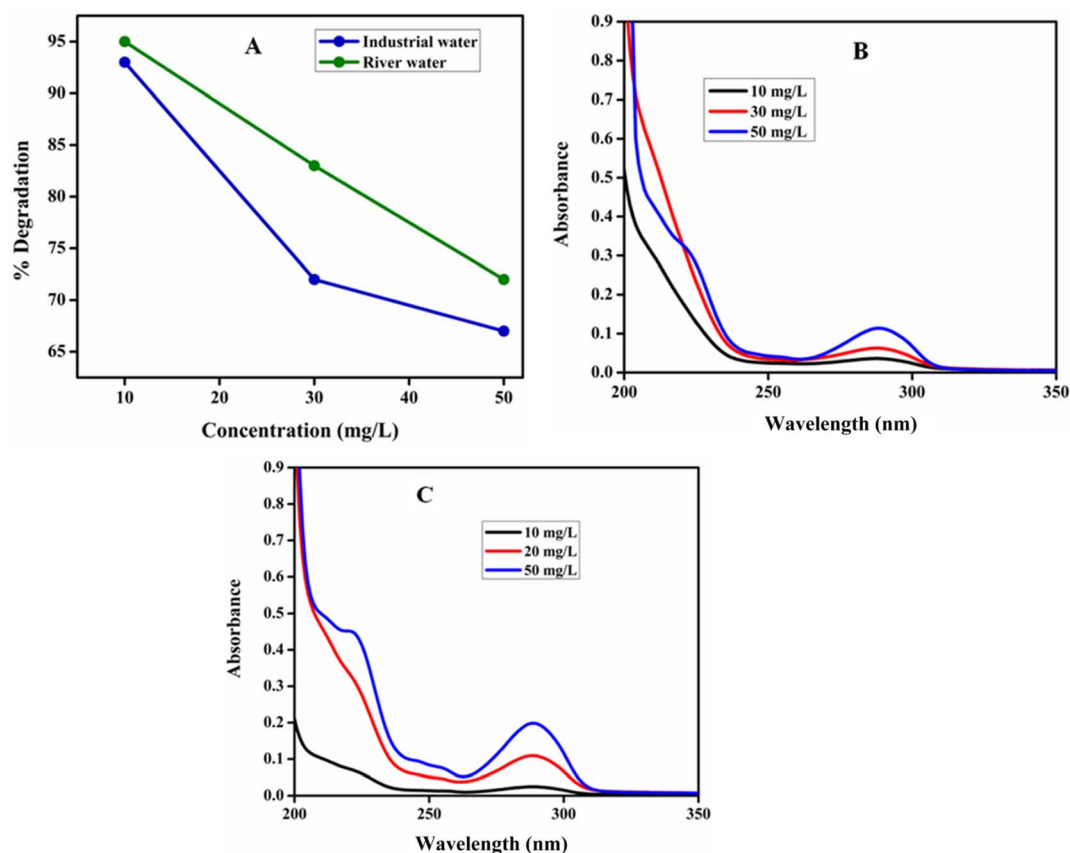 A
Industrial water
River water
95
90
85
80
75
70
65
% Degradation
10
20
30
40
50
Concentration (mg/L)
B
10 mg/L
30 mg/L
50 mg/L
0.9
0.8
0.7
0.6
0.5
0.4
0.3
0.2
0.1
0.0
Absorbance
200
250
300
350
Wavelength (nm)
C
10 mg/L
20 mg/L
50 mg/L
0.9
0.8
0.7
0.6
0.5
0.4
0.3
0.2
0.1
0.0
Absorbance
200
250
300
350
Wavelength (nm)